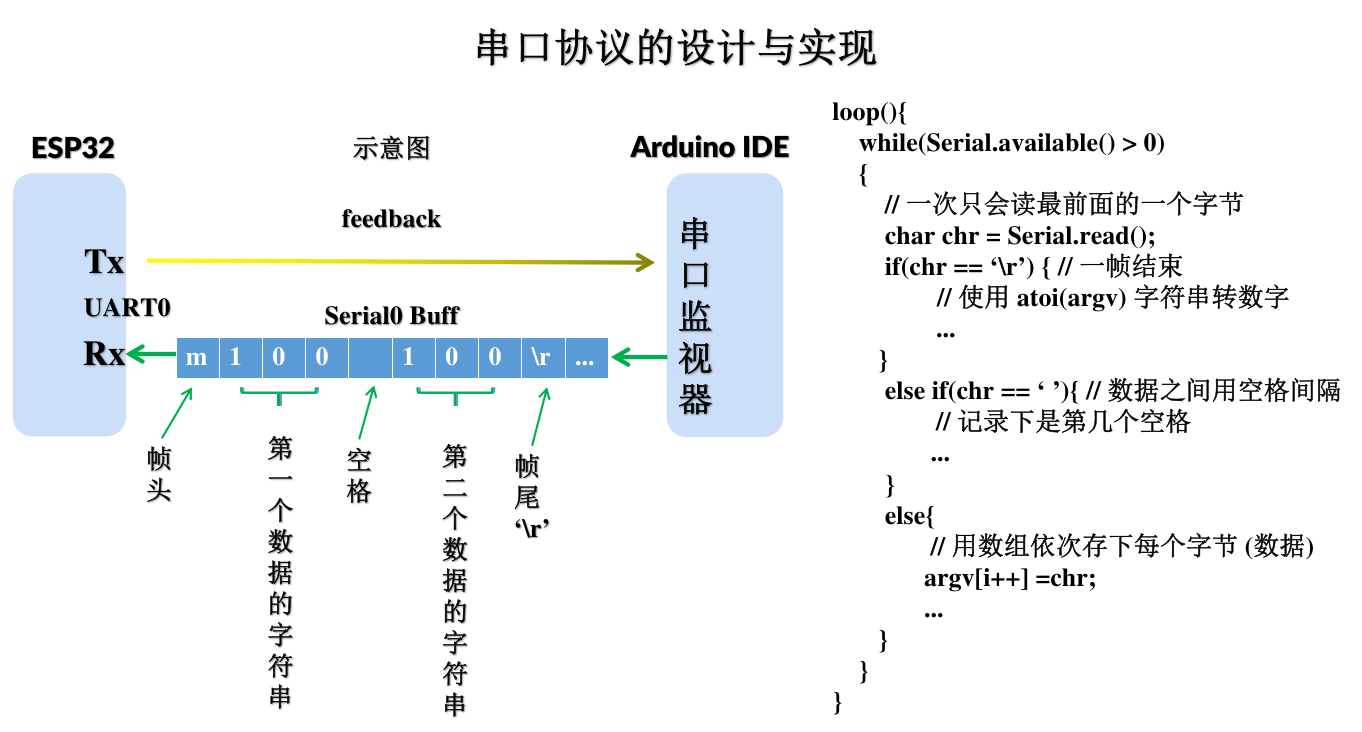 串口协议的设计与实现
ESP32
示意图
Arduino IDE
feedback
Tx
UART0
Rx
Serial0 Buff
m 1 0 0 1 0 0 \r ...
串口监视器
帧头
第一个数据的字符串
空格
第二个数据的字符串
帧尾
‘\r’
loop(){
while(Serial.available() > 0)
{
// 一次只会读最前面的一个字节
char chr = Serial.read();
if(chr == ‘\r’) { // 一帧结束
// 使用 atoi(argv) 字符串转数字
...
}
else if(chr == ‘ ’){ // 数据之间用空格间隔
// 记录下是第几个空格
...
}
else{
// 用数组依次存下每个字节 (数据)
argv[i++] =chr;
...
}
}
}